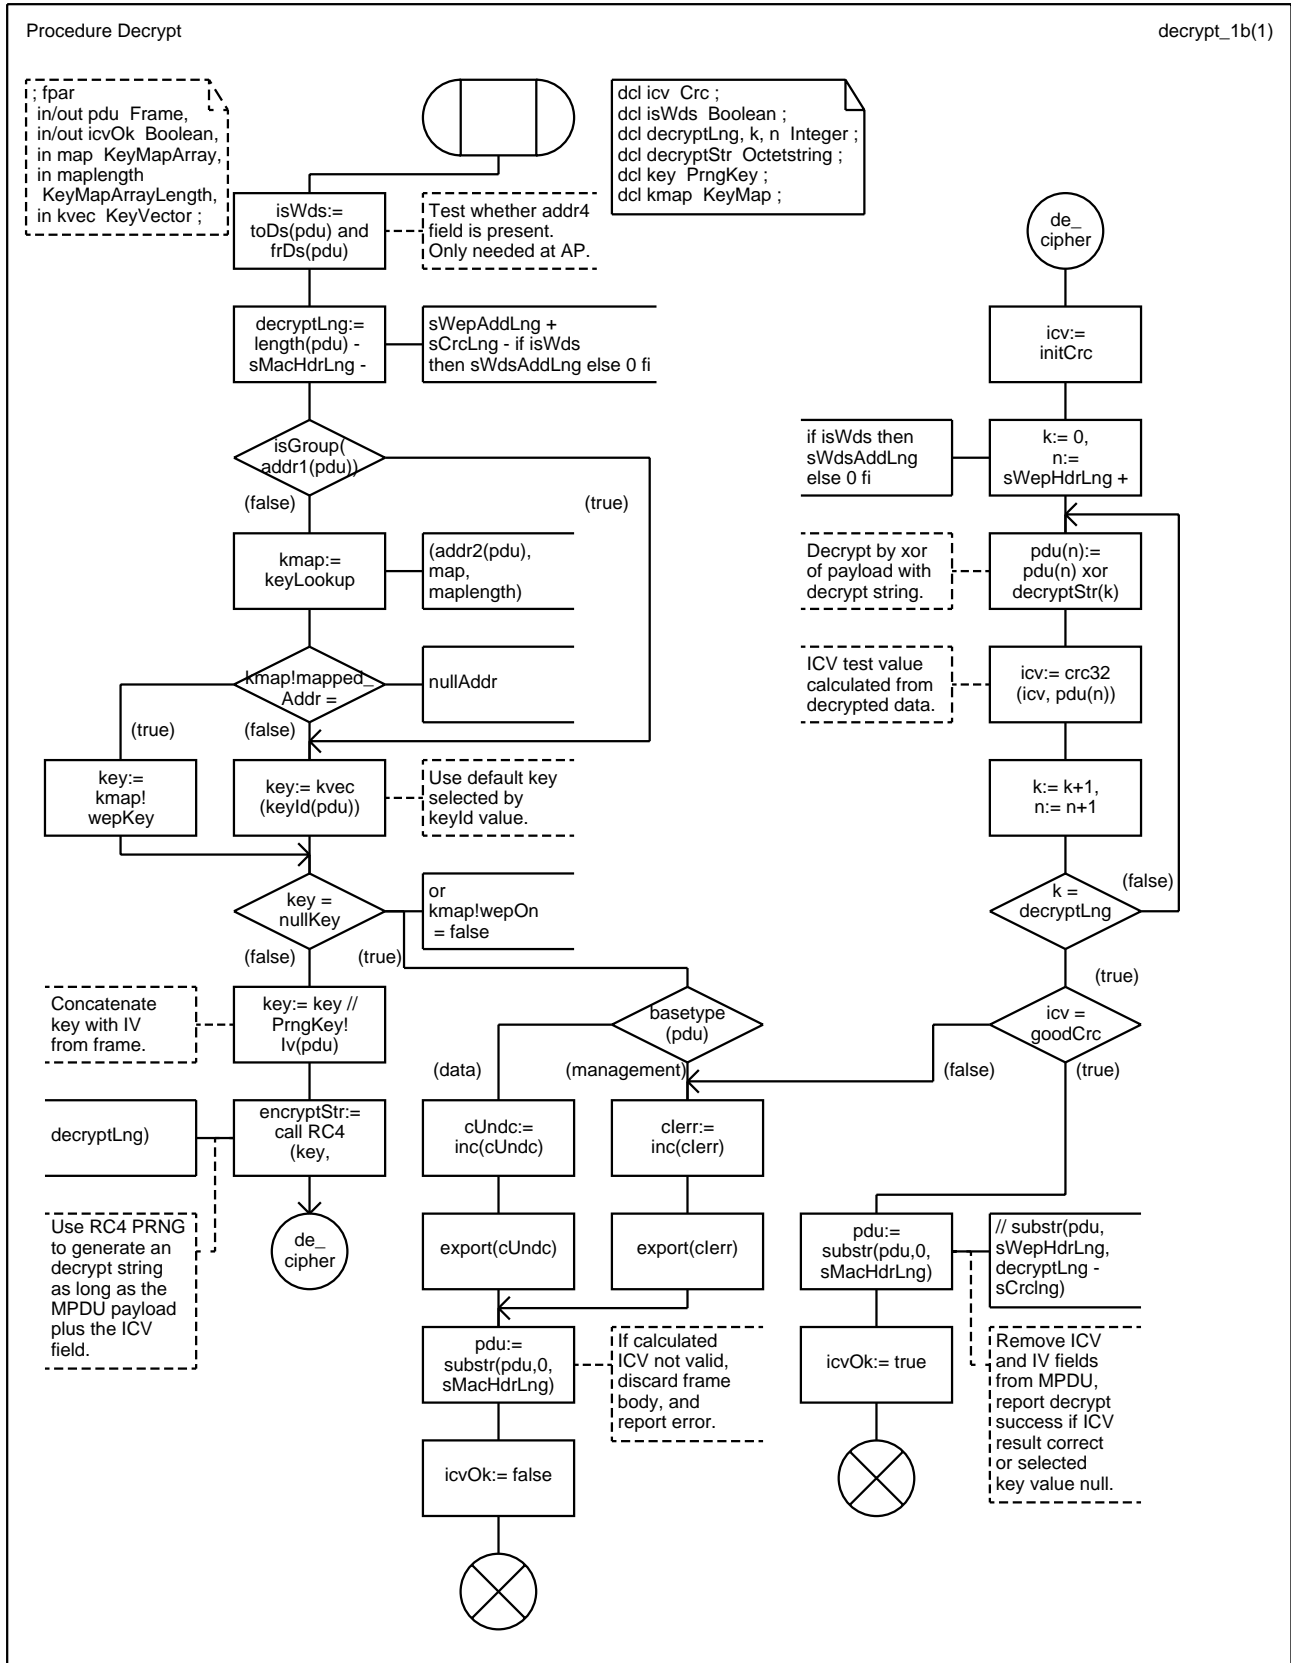 Procedure Decrypt
decrypt_1b(1)
; fpar
in/out pdu Frame,
in/out icvOk Boolean,
in map KeyMapArray,
in maplength
KeyMapArrayLength,
in kvec KeyVector ;
dcl icv Crc ;
dcl isWds Boolean ;
dcl decryptLng, k, n Integer ;
dcl decryptStr Octetstring ;
dcl key PrngKey ;
dcl kmap KeyMap ;
isWds:=
toDs(pdu) and
frDs(pdu)
Test whether addr4
field is present.
Only needed at AP.
decryptLng:=
length(pdu) -
sMacHdrLng -
sWepAddLng +
sCrcLng - if isWds
then sWdsAddLng else 0 fi
isGroup(
addr1(pdu))
(false)
(true)
kmap:=
keyLookup
(addr2(pdu),
map,
maplength)
kmap!mapped_
Addr =
nullAddr
(true)
(false)
key:=
kmap!
wepKey
key:= kvec
(keyId(pdu))
Use default key
selected by
keyId value.
key =
nullKey
or
kmap!wepOn
= false
(false)
(true)
Concatenate
key with IV
from frame.
key:= key //
PrngKey!
Iv(pdu)
decryptLng)
encryptStr:=
call RC4
(key,
Use RC4 PRNG
to generate an
decrypt string
as long as the
MPDU payload
plus the ICV
field.
de_
cipher
basetype
(pdu)
(data)
(management)
cUndc:=
inc(cUndc)
cIerr:=
inc(cIerr)
export(cUndc)
export(cIerr)
pdu:=
substr(pdu,0,
sMacHdrLng)
If calculated
ICV not valid,
discard frame
body, and
report error.
icvOk:= false
de_
cipher
icv:=
initCrc
if isWds then
sWdsAddLng
else 0 fi
k:= 0,
n:=
sWepHdrLng +
Decrypt by xor
of payload with
decrypt string.
pdu(n):=
pdu(n) xor
decryptStr(k)
ICV test value
calculated from
decrypted data.
icv:= crc32
(icv, pdu(n))
k:= k+1,
n:= n+1
k =
decryptLng
(false)
(true)
icv =
goodCrc
(false)
(true)
pdu:=
substr(pdu,0,
sMacHdrLng)
// substr(pdu,
sWepHdrLng,
decryptLng -
sCrclng)
icvOk:= true
Remove ICV
and IV fields
from MPDU,
report decrypt
success if ICV
result correct
or selected
key value null.